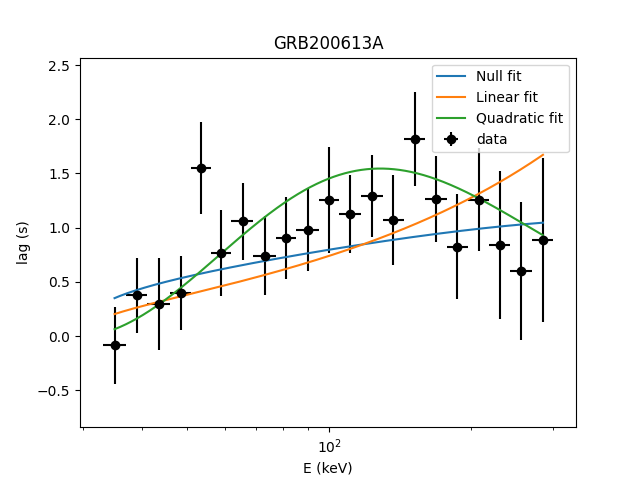 GRB200613A
2.5
2.0
1.5
1.0
0.5
0.0
−0.5
lag (s)
Null fit
Linear fit
Quadratic fit
data
10²
E (keV)